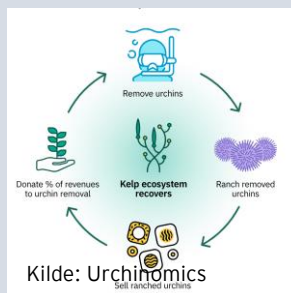 Remove urchins
Donate % of revenues
to urchin removal
Kelp ecosystem
recovers
Ranch removed
urchins
Kilde: Urchinomics
Sell ranched urchins